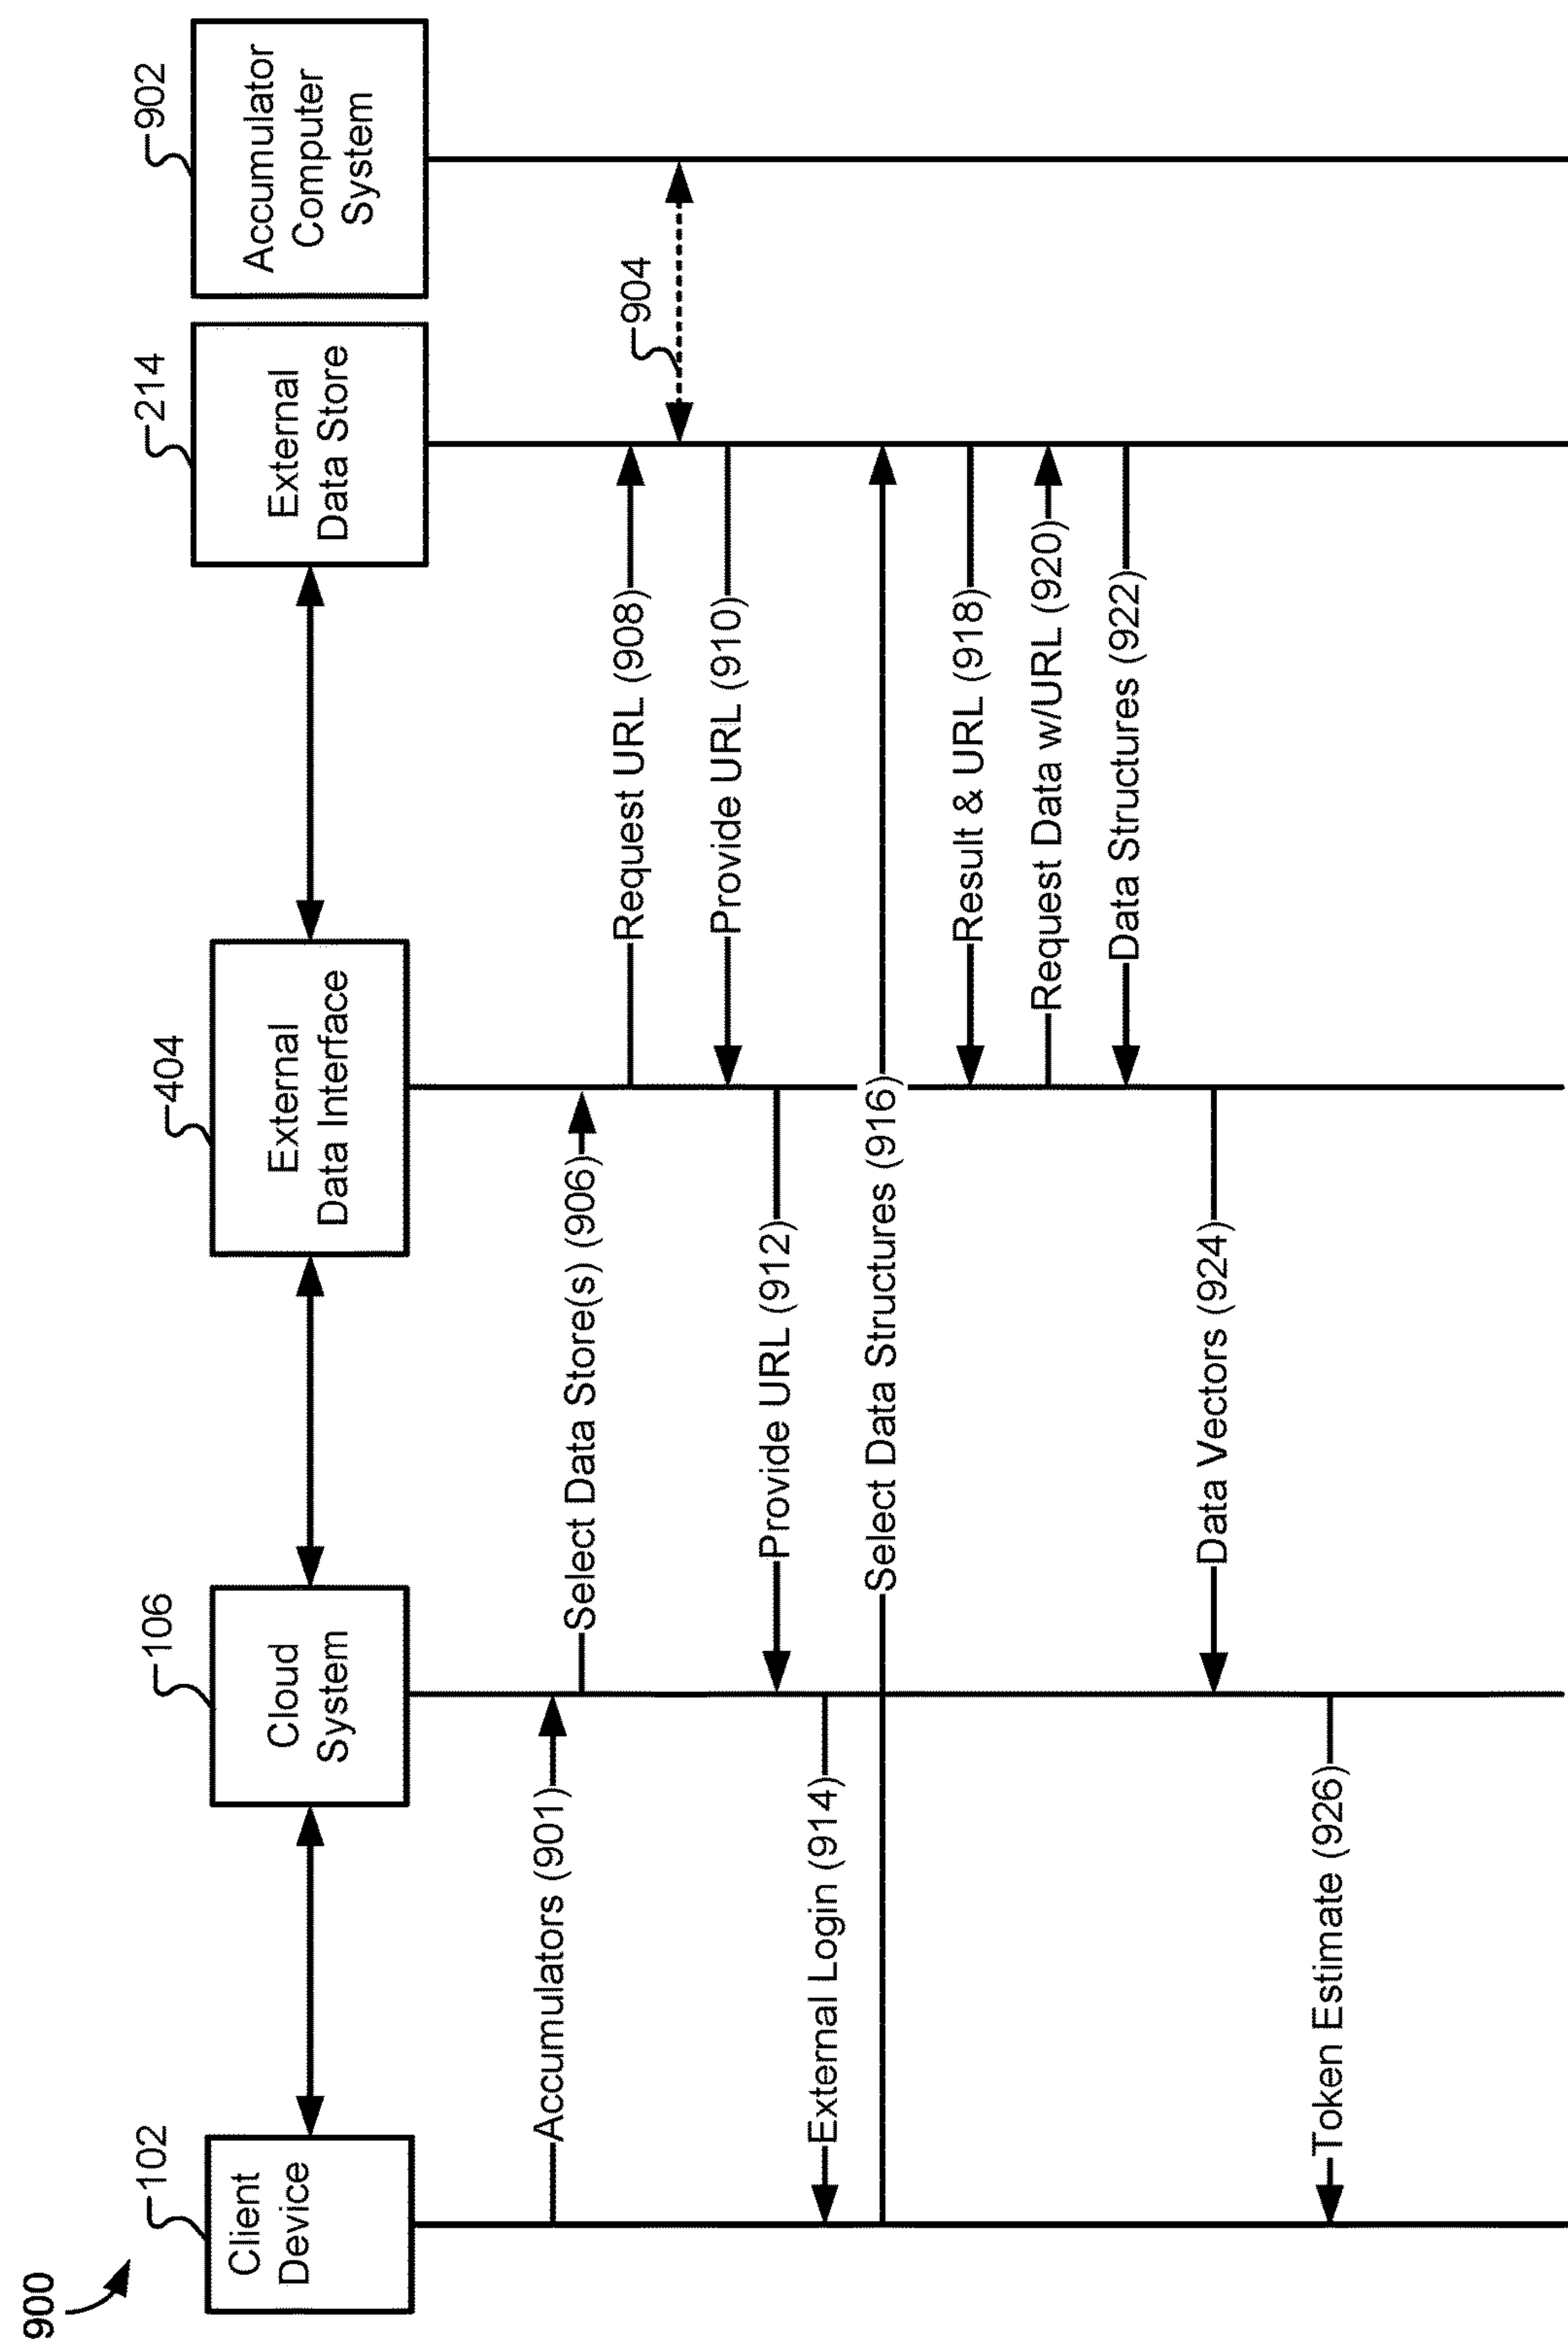 900
102
Client
Device
106
Cloud
System
404
External
Data Interface
214
External
Data Store
902
Accumulator
Computer
System
Accumulators (901)
Select Data Store(s) (906)
Request URL (908)
904
Provide URL (910)
Provide URL (912)
External Login (914)
Select Data Structures (916)
Result & URL (918)
Request Data w/URL (920)
Data Structures (922)
Data Vectors (924)
Token Estimate (926)